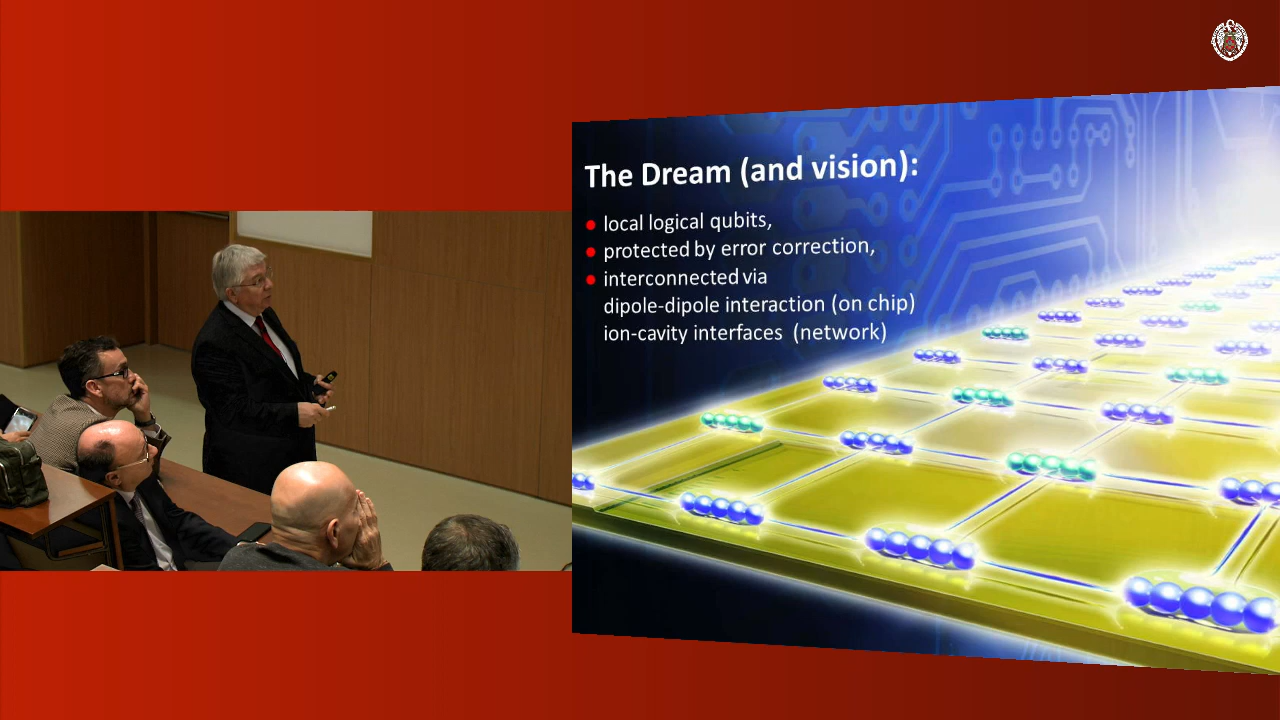 The Dream (and vision):
local logical qubits,
protected by error correction,
interconnected via
dipole-dipole interaction (on chip)
ion-cavity interfaces (network)